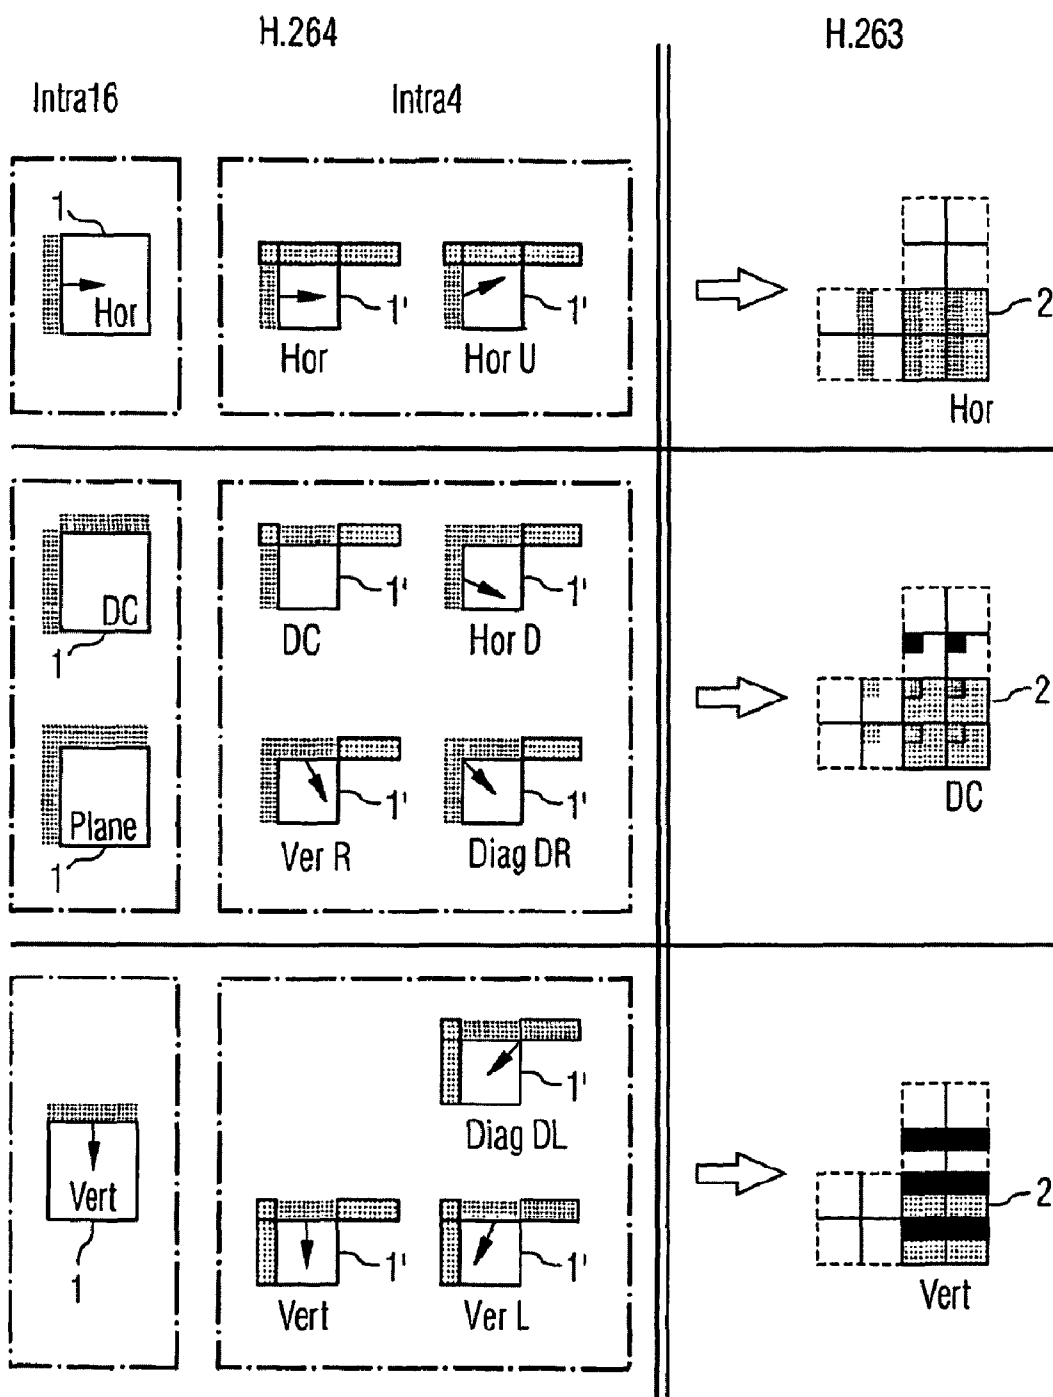 H.264 H.263
Intra16 Intra4
1
Hor
1'
Hor
1'
Hor U
2
Hor
DC
1
1'
DC
1'
Hor D
2
DC
Plane
1
1'
Ver R
1'
Diag DR
1'
Diag DL
Vert
1
1'
Vert
1'
Ver L
2
Vert